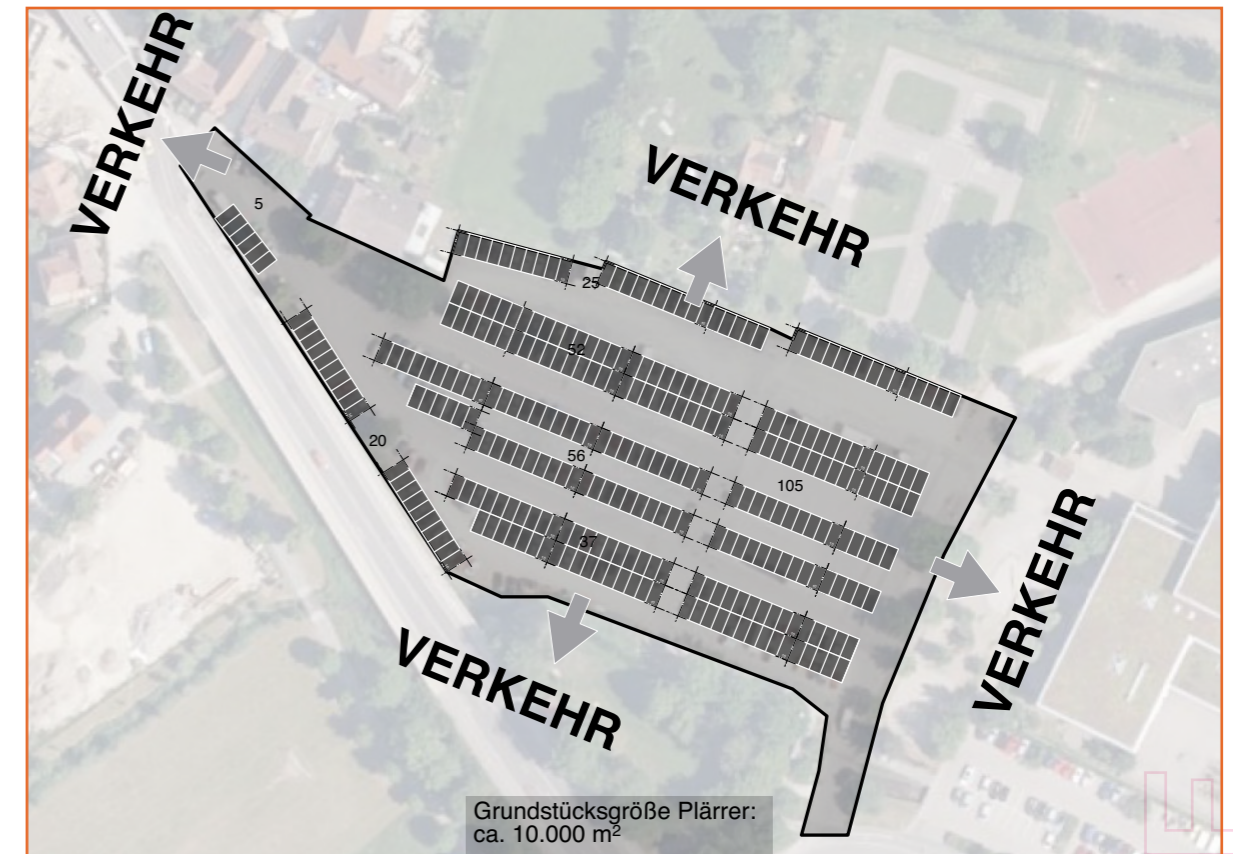 VERKEHR
5
VERKEHR
25
52
20
56
105
37
VERKEHR
VERKEHR
Grundstücksgröße Plärrer:
ca. 10.000 m²